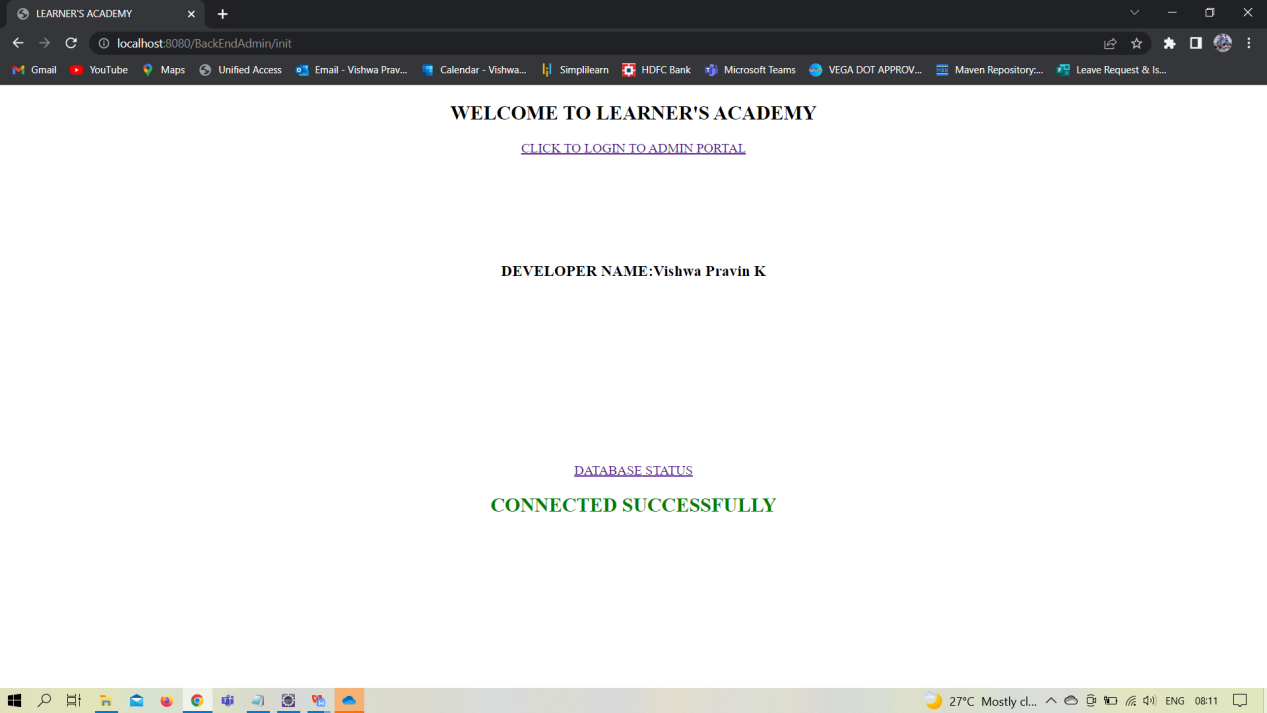 LEARNER'S ACADEMY
localhost:8080/BackEndAdmin/init
Gmail YouTube Maps Unified Access Email - Vishwa Prav... Calendar - Vishwa... Simplilearn HDFC Bank Microsoft Teams VEGA DOT APPROV... Maven Repository:... Leave Request & Is...
WELCOME TO LEARNER'S ACADEMY
CLICK TO LOGIN TO ADMIN PORTAL
DEVELOPER NAME:Vishwa Pravin K
DATABASE STATUS
CONNECTED SUCCESSFULLY
27°C Mostly cl... ENG 08:11